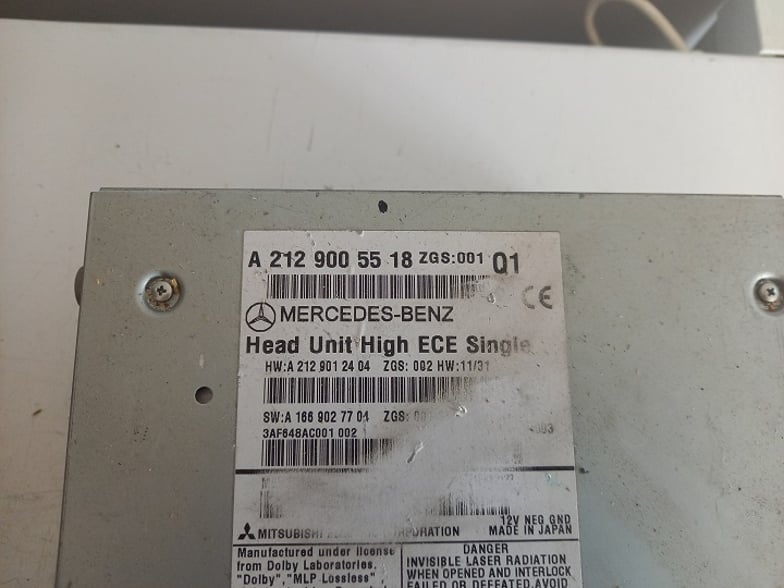 A 212 900 55 18 ZGS:001 Q1
CE
MERCEDES-BENZ
Head Unit High ECE Single
HW:A 212 901 24 04 ZGS: 002 HW:11/31
SW:A 166 902 77 04 ZGS:
3AF648AC001 002
12V NEG GND
MITSUBISHI CORPORATION MADE IN JAPAN
Manufactured under license
from Dolby Laboratories.
"Dolby","MLP Lossless"
DANGER
INVISIBLE LASER RADIATION
WHEN OPENED AND INTERLOCK
FAILED OR DEFEATED.AVOID